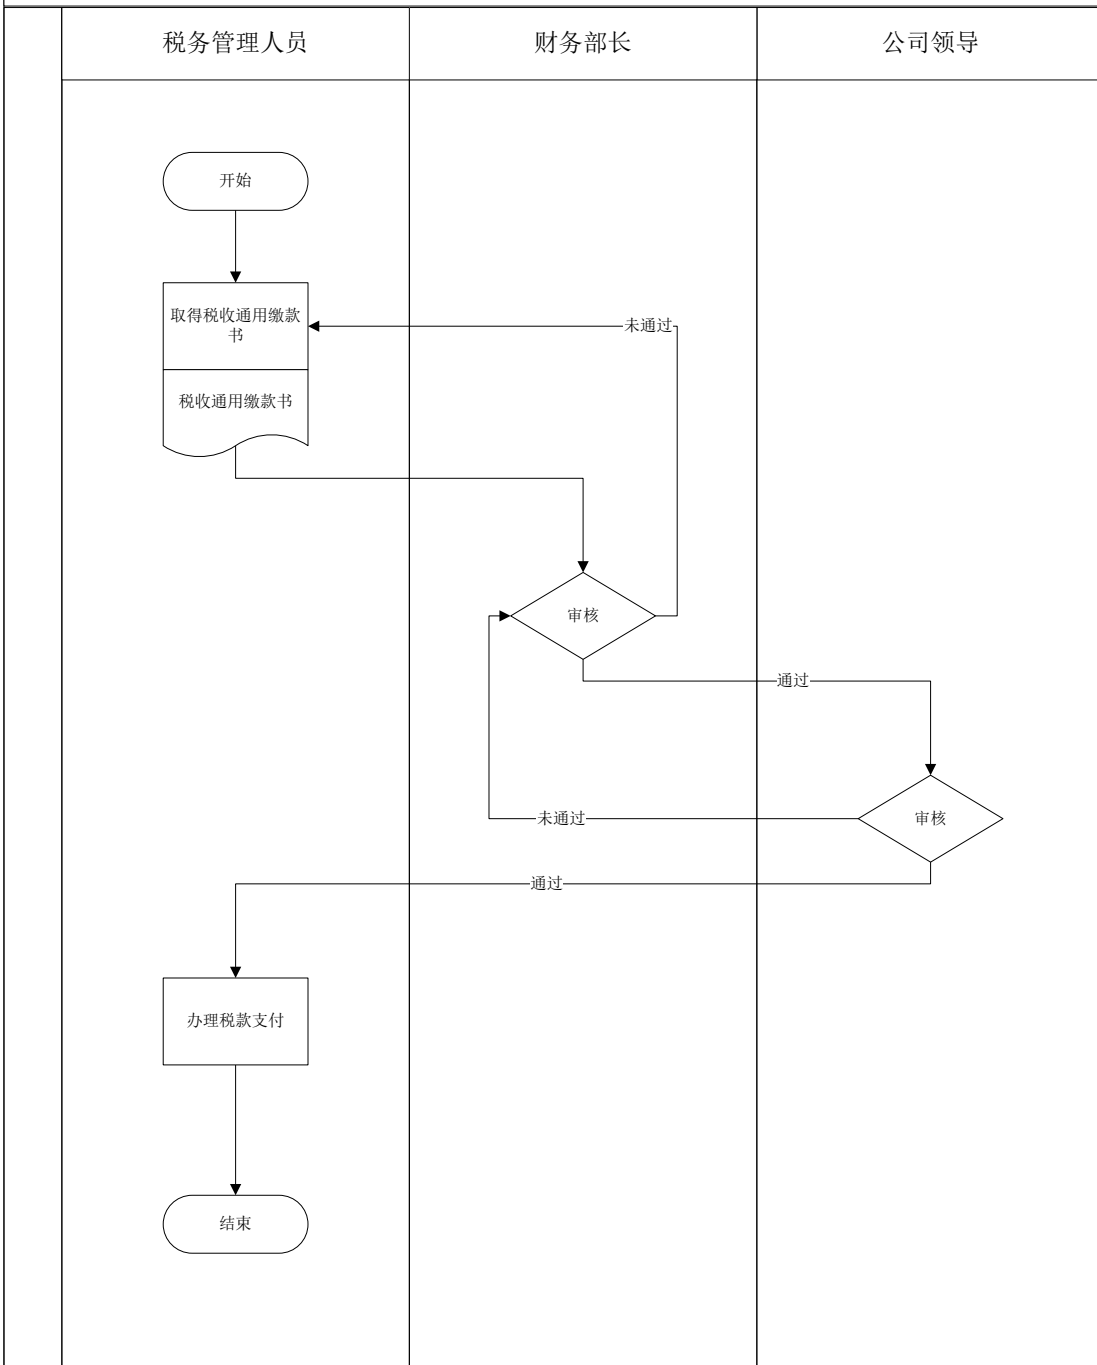 税务管理人员
财务部长
公司领导
开始
取得税收通用缴款
书
未通过
税收通用缴款书
审核
通过
未通过
审核
通过
办理税款支付
结束